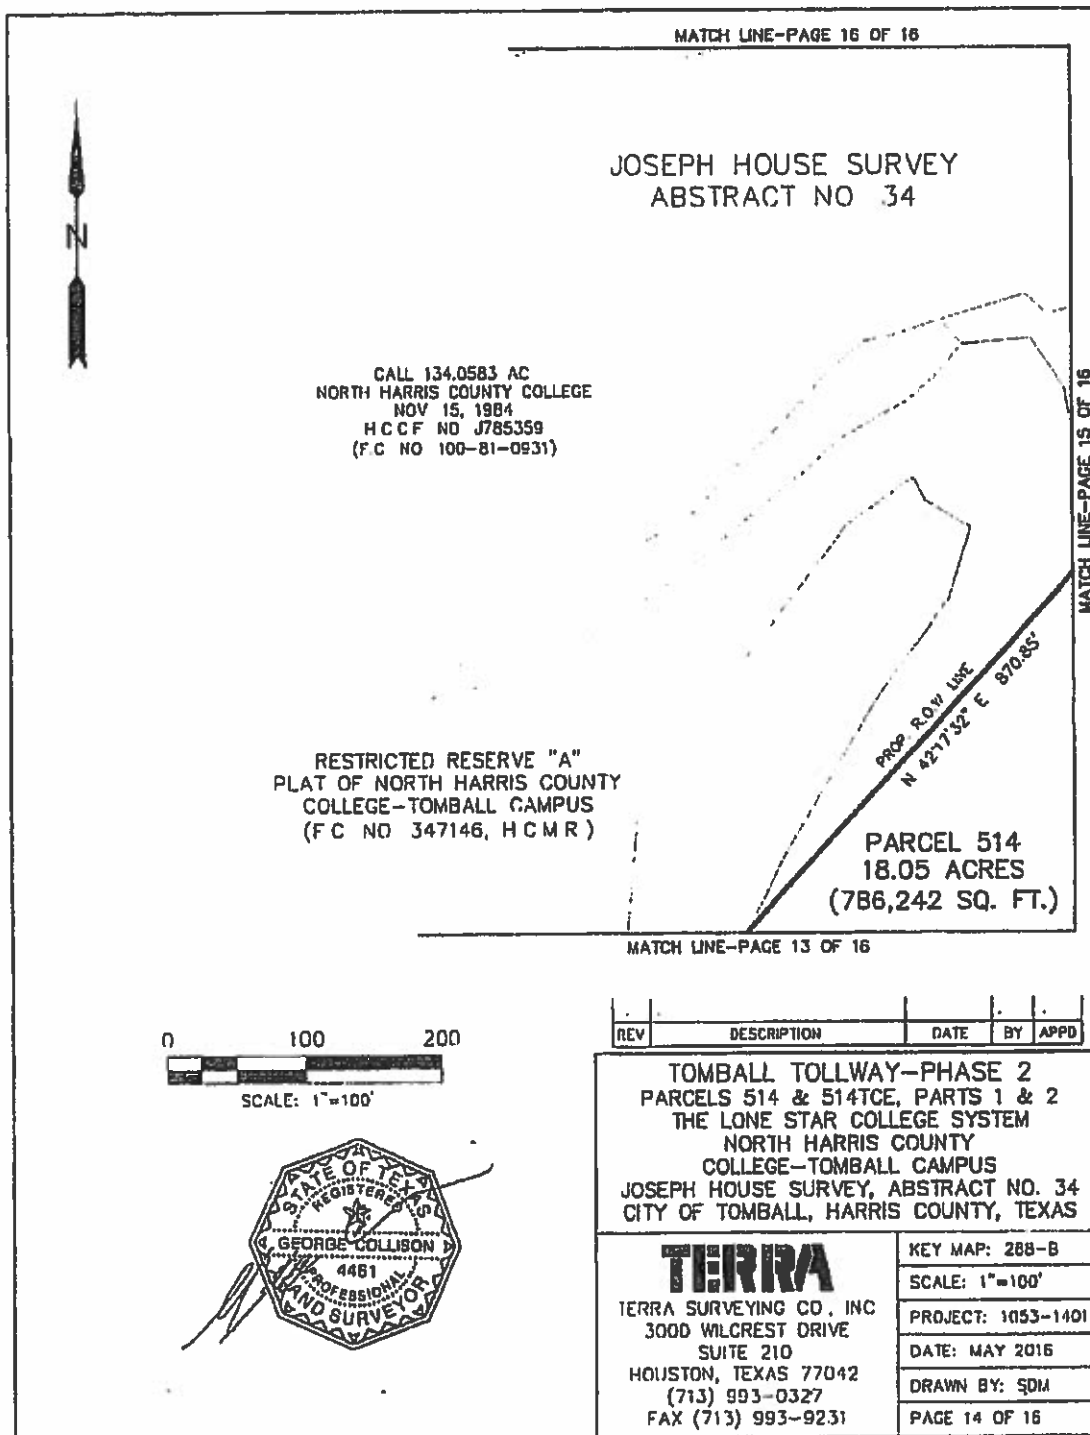 MATCH LINE-PAGE 16 OF 16
JOSEPH HOUSE SURVEY
ABSTRACT NO 34
N
CALL 134.0583 AC
NORTH HARRIS COUNTY COLLEGE
NOV 15, 1984
H C C F NO J785359
(F.C NO 100-81-0931)
MATCH LINE-PAGE 15 OF 16
PROP. R.O.W LINE
N 42°17'32" E 870.85'
RESTRICTED RESERVE "A"
PLAT OF NORTH HARRIS COUNTY
COLLEGE-TOMBALL CAMPUS
(F C NO 347146, H C M R )
PARCEL 514
18.05 ACRES
(786,242 SQ. FT.)
MATCH LINE-PAGE 13 OF 16
0 100 200
SCALE: 1"=100'
REV DESCRIPTION DATE BY APPD
TOMBALL TOLLWAY-PHASE 2
PARCELS 514 & 514TCE, PARTS 1 & 2
THE LONE STAR COLLEGE SYSTEM
NORTH HARRIS COUNTY
COLLEGE-TOMBALL CAMPUS
JOSEPH HOUSE SURVEY, ABSTRACT NO. 34
CITY OF TOMBALL, HARRIS COUNTY, TEXAS
STATE OF TEXAS
REGISTERED
GEORGE COLLISON
4461
PROFESSIONAL
LAND SURVEYOR
TERRA
TERRA SURVEYING CO, INC
3000 WILCREST DRIVE
SUITE 210
HOUSTON, TEXAS 77042
(713) 993-0327
FAX (713) 993-9231
KEY MAP: 288-B
SCALE: 1"=100'
PROJECT: 1053-1401
DATE: MAY 2016
DRAWN BY: SDM
PAGE 14 OF 16